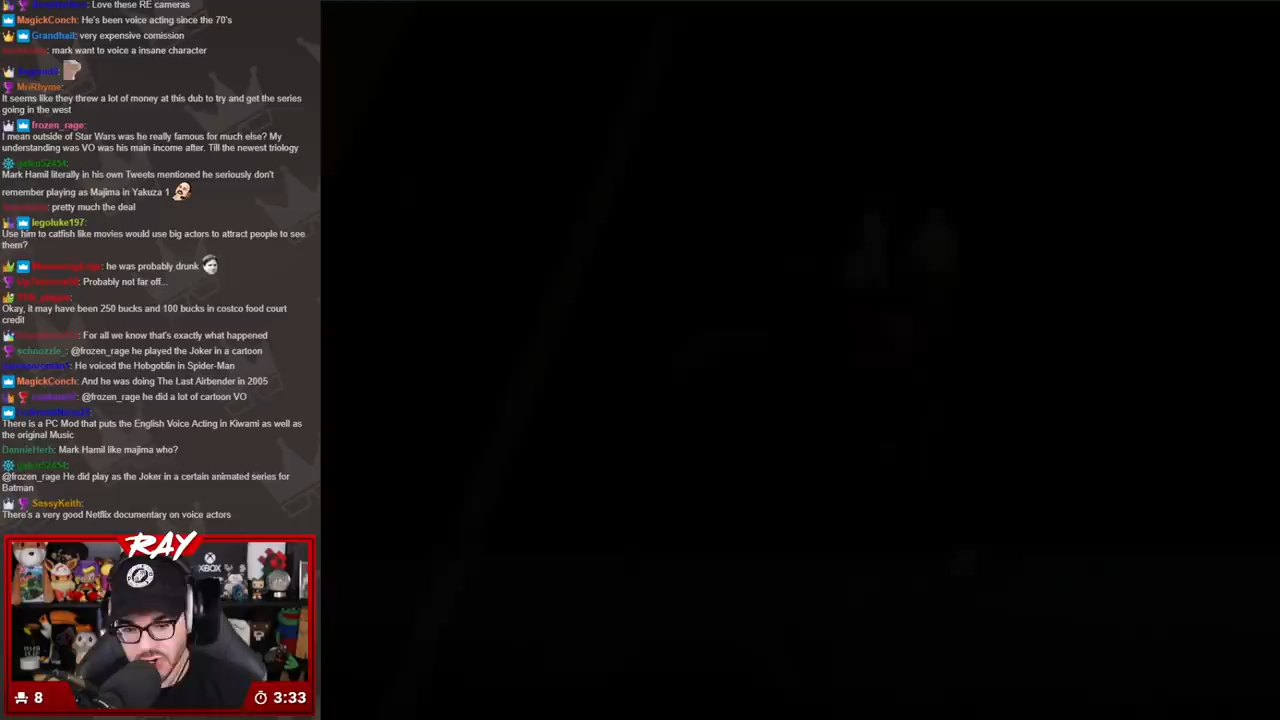 Love these RE cameras
MagickConch: He's been voice acting since the 70's
Grandhail: very expensive comission
mark want to voice a insane character
MriRhyme:
It seems like they threw a lot of money at this dub to try and get the series
going in the west
frozen_rage:
I mean outside of Star Wars was he really famous for much else? My
understanding was VO was his main income after. Till the newest triology
Mark Hamil literally in his own Tweets mentioned he seriously don't
remember playing as Majima in Yakuza 1
pretty much the deal
legoluke197:
Use him to catfish like movies would use big actors to attract people to see
them?
he was probably drunk
Probably not far off...
Okay, it may have been 250 bucks and 100 bucks in costco food court
credit
For all we know that's exactly what happened
schnozzle_: @frozen_rage he played the Joker in a cartoon
He voiced the Hobgoblin in Spider-Man
MagickConch: And he was doing The Last Airbender in 2005
@frozen_rage he did a lot of cartoon VO
There is a PC Mod that puts the English Voice Acting in Kiwami as well as
the original Music
DannieHerb: Mark Hamil like majima who?
@frozen_rage He did play as the Joker in a certain animated series for
Batman
SassyKeith:
There's a very good Netflix documentary on voice actors
RAY
XBOX
8
3:33